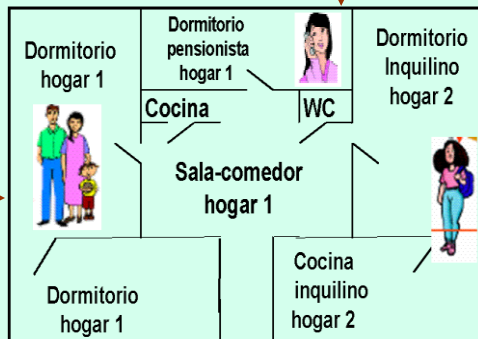 Dormitorio
hogar 1
Dormitorio
pensionista
hogar 1
Dormitorio
Inquilino
hogar 2
Cocina
WC
Sala-comedor
hogar 1
Dormitorio
hogar 1
Cocina
inquilino
hogar 2